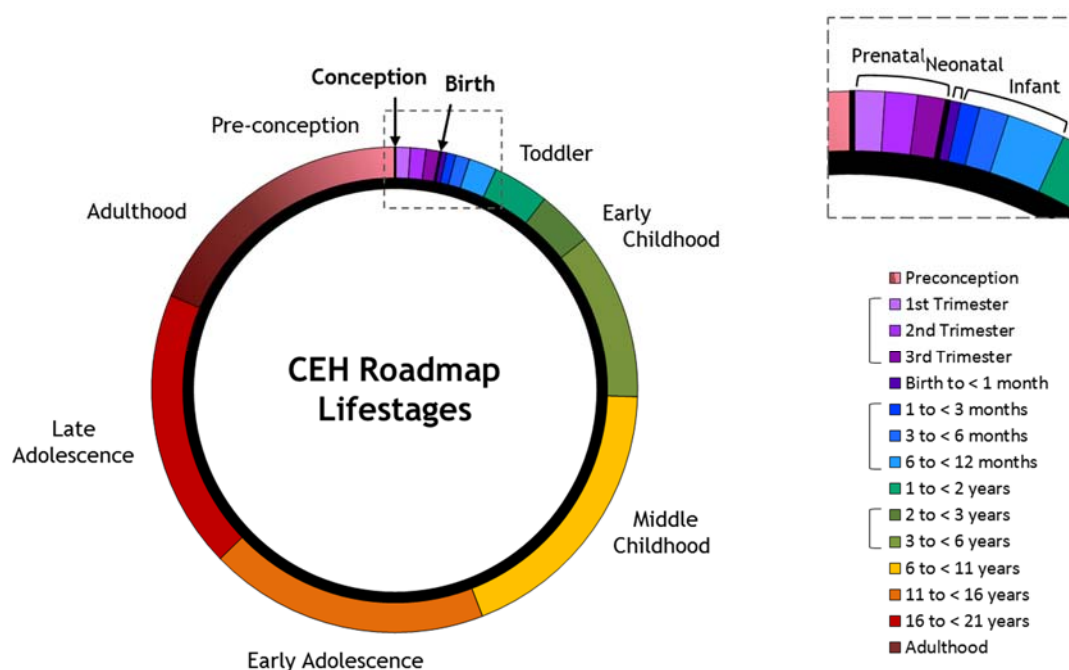 Conception
Birth
Pre-conception
Toddler
Adulthood
Early
Childhood
CEH Roadmap
Lifestages
Late
Adolescence
Middle
Childhood
Early Adolescence
Prenatal
Neonatal
Infant
Preconception
1st Trimester
2nd Trimester
3rd Trimester
Birth to < 1 month
1 to < 3 months
3 to < 6 months
6 to < 12 months
1 to < 2 years
2 to < 3 years
3 to < 6 years
6 to < 11 years
11 to < 16 years
16 to < 21 years
Adulthood